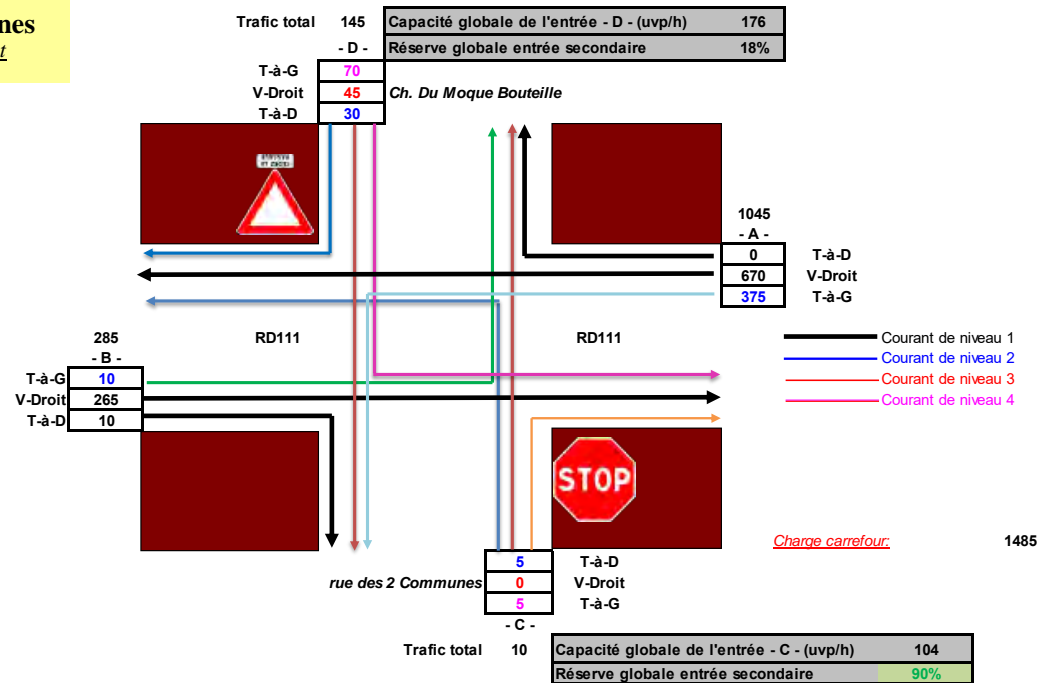 nes
t
Trafic total 145 Capacité globale de l'entrée - D - (uvp/h) 176
- D - Réserve globale entrée secondaire 18%
T-à-G 70
V-Droit 45 Ch. Du Moque Bouteille
T-à-D 30
1045
- A -
0 T-à-D
670 V-Droit
375 T-à-G
285 RD111 RD111
- B -
T-à-G 10
V-Droit 265
T-à-D 10
Courant de niveau 1
Courant de niveau 2
Courant de niveau 3
Courant de niveau 4
STOP
Charge carrefour: 1485
5 T-à-D
rue des 2 Communes 0 V-Droit
5 T-à-G
- C -
Trafic total 10 Capacité globale de l'entrée - C - (uvp/h) 104
Réserve globale entrée secondaire 90%